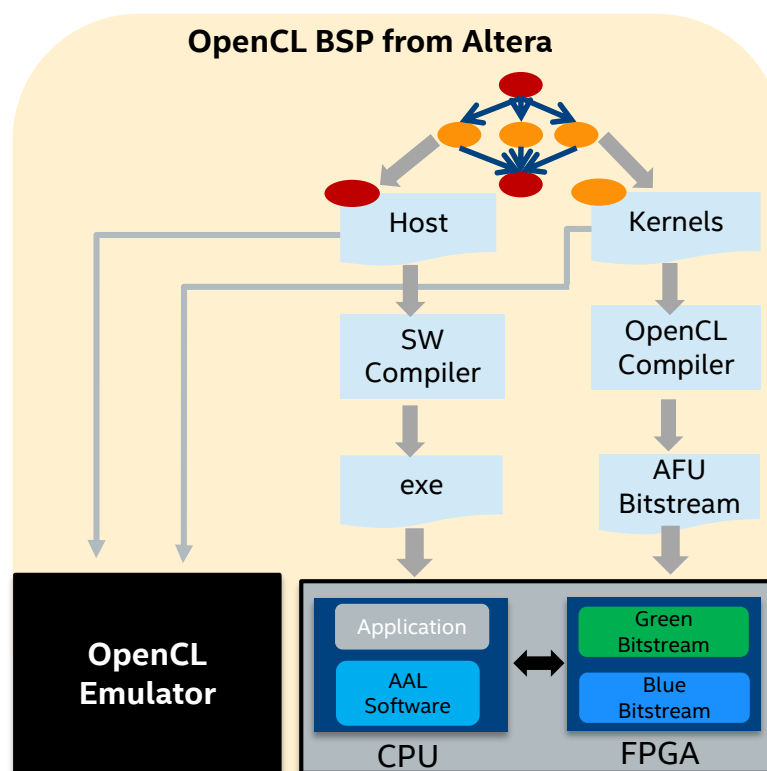 OpenCL BSP from Altera
Host
Kernels
SW
Compiler
OpenCL
Compiler
exe
AFU
Bitstream
OpenCL
Emulator
Application
AAL
Software
CPU
Green
Bitstream
Blue
Bitstream
FPGA